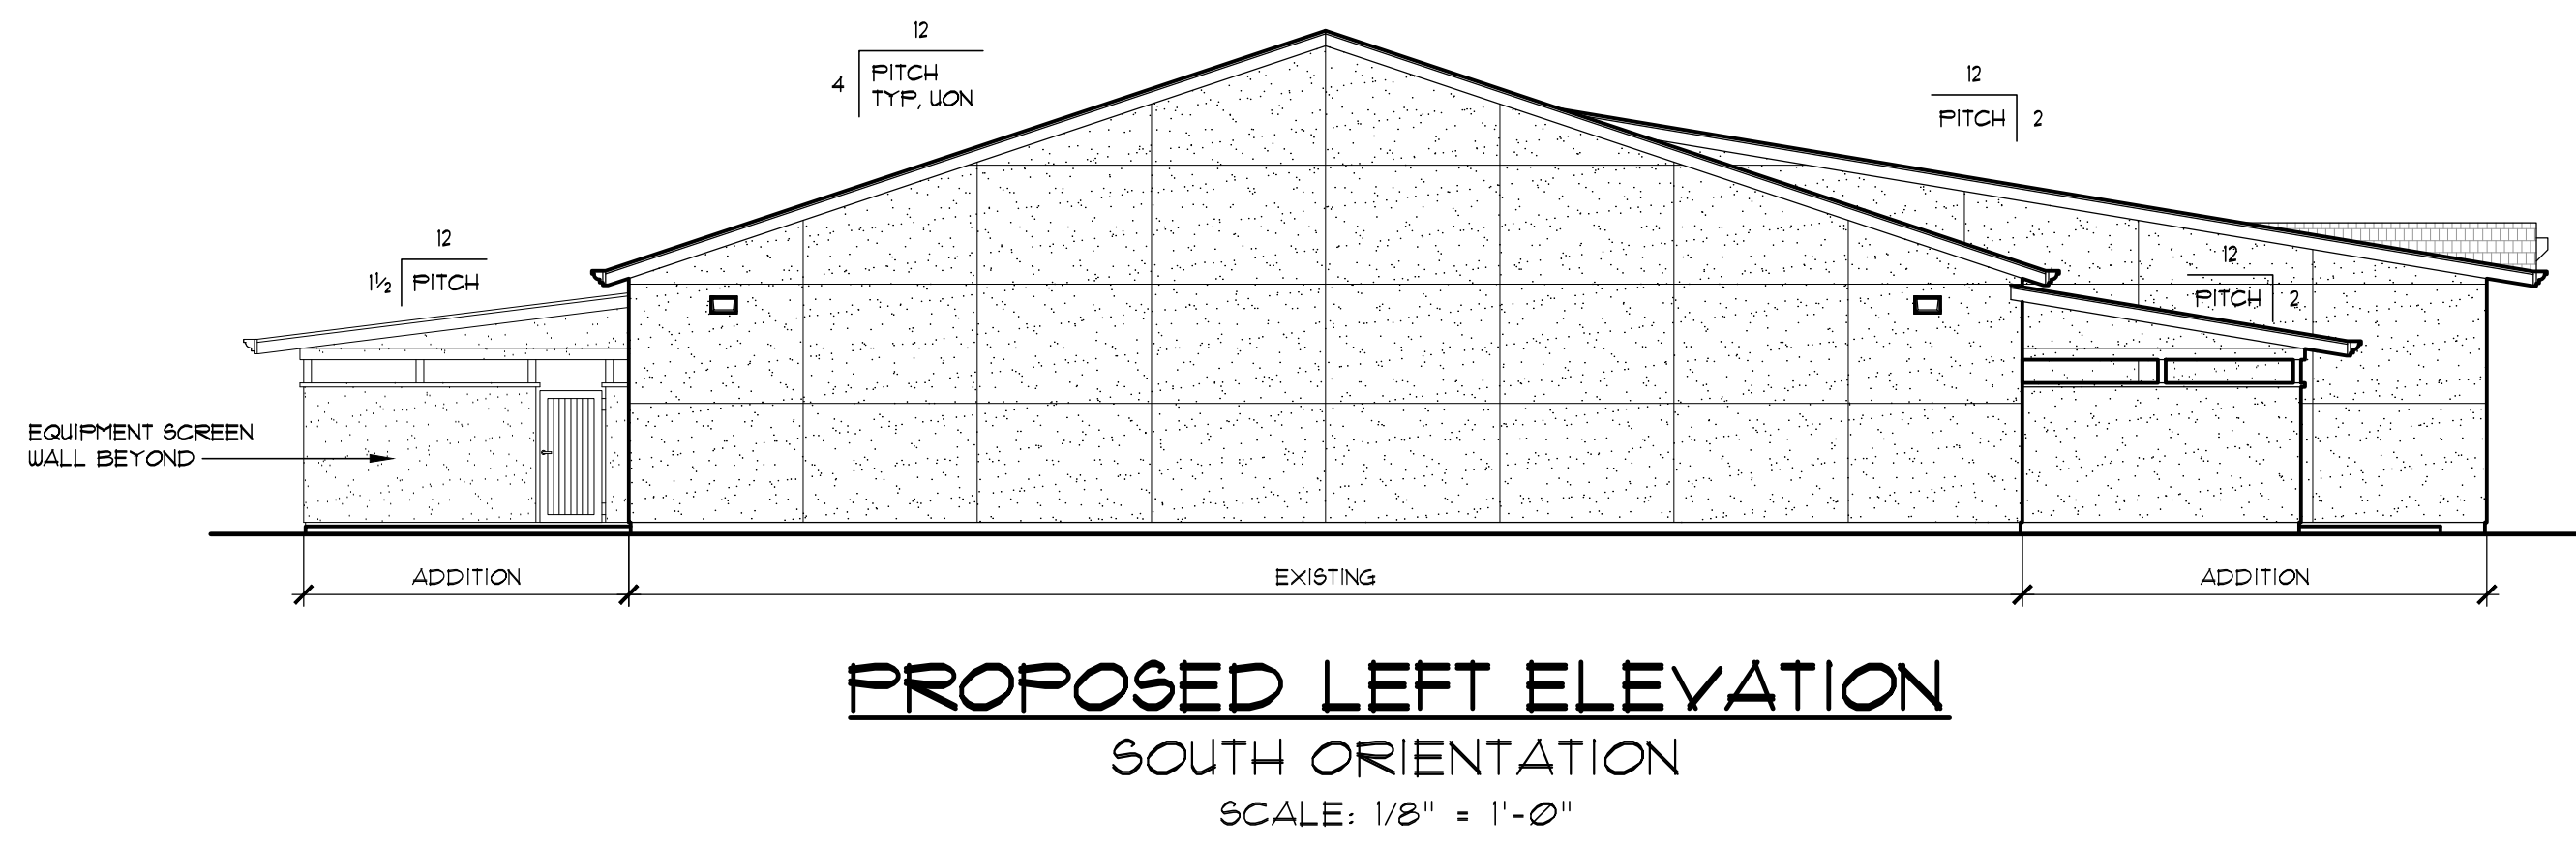 12
4
PITCH
TYP, UON
12
PITCH 2
12
1½ PITCH
12
PITCH 2
EQUIPMENT SCREEN
WALL BEYOND
ADDITION
EXISTING
ADDITION
PROPOSED LEFT ELEVATION
SOUTH ORIENTATION
SCALE: 1/8" = 1'-0"